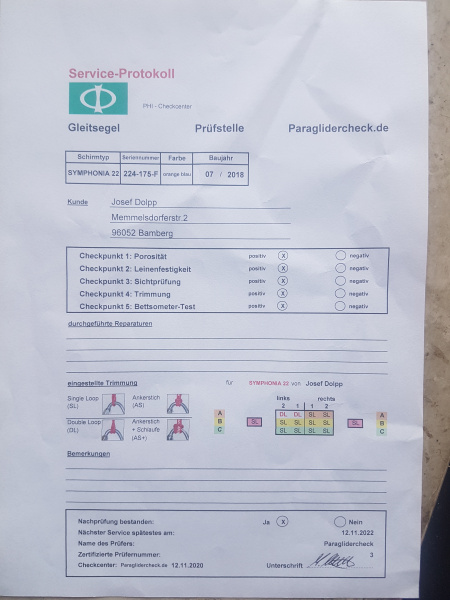 Service-Protokoll
PHI - Checkcenter
Gleitsegel Prüfstelle Paraglidercheck.de
Schirmtyp Seriennummer Farbe Baujahr
SYMPHONIA 22 224-175-F orange blau 07 / 2018
Kunde Josef Dolpp
Memmelsdorferstr.2
96052 Bamberg
Checkpunkt 1: Porosität positiv X negativ
Checkpunkt 2: Leinenfestigkeit positiv X negativ
Checkpunkt 3: Sichtprüfung positiv X negativ
Checkpunkt 4: Trimmung positiv X negativ
Checkpunkt 5: Bettsometer-Test positiv X negativ
durchgeführte Reparaturen
eingestellte Trimmung für SYMPHONIA 22 von Josef Dolpp
links rechts
2 1 1 2
Single Loop (SL) Ankerstich (AS)
Double Loop (DL) Ankerstich + Schlaufe (AS+)
A DL DL SL SL A
B SL SL SL SL SL SL B
C SL SL SL SL C
Bemerkungen
Nachprüfung bestanden: Ja X Nein
Nächster Service spätestes am: 12.11.2022
Name des Prüfers: Paraglidercheck
Zertifizierte Prüfernummer: 3
Checkcenter: Paraglidercheck.de 12.11.2020 Unterschrift